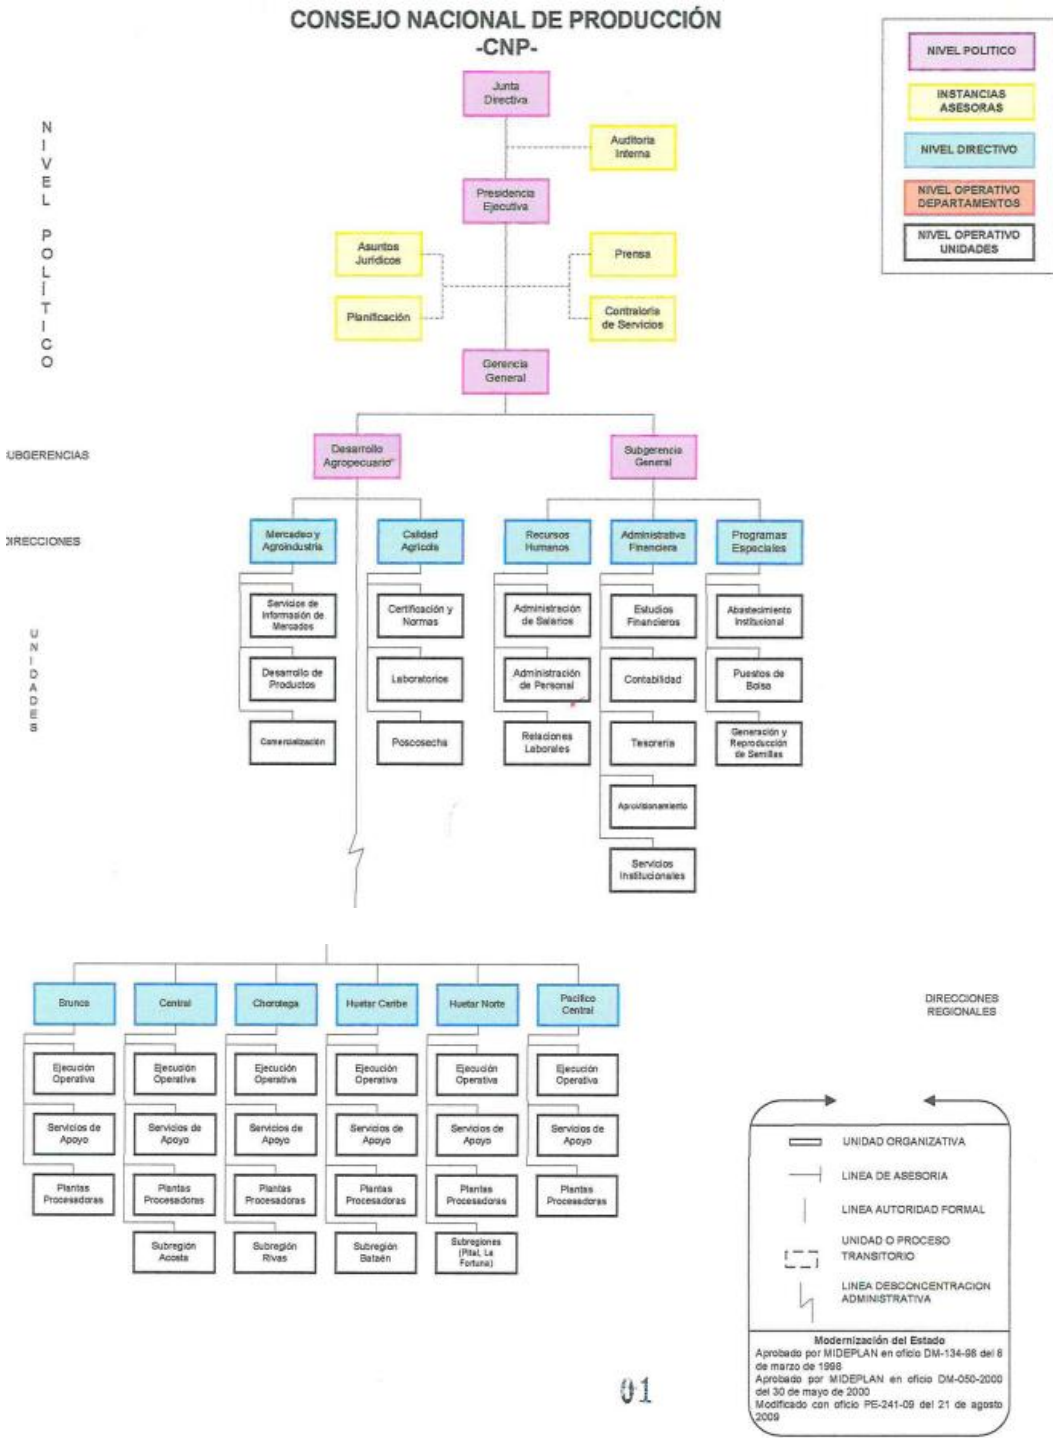 CONSEJO NACIONAL DE PRODUCCIÓN
-CNP-
NIVEL POLITICO
INSTANCIAS
ASESORAS
NIVEL DIRECTIVO
NIVEL OPERATIVO
DEPARTAMENTOS
NIVEL OPERATIVO
UNIDADES
NIVEL POLÍTICO
Junta
Directiva
Auditoria
Interna
Presidencia
Ejecutiva
Asuntos
Jurídicos
Prensa
Planificación
Contraloria
de Servicios
Gerencia
General
UBGERENCIAS
Desarrollo
Agropecuario
Subgerencia
General
DIRECCIONES
Mercadeo y
Agroindustria
Calidad
Agrícola
Recursos
Humanos
Administrativa
Financiera
Programas
Especiales
UNIDADES
Servicios de
Información de
Mercados
Certificación y
Normas
Administración
de Salarios
Estudios
Financieros
Abastecimiento
Institucional
Desarrollo de
Productos
Laboratorios
Administración
de Personal
Contabilidad
Puestos de
Bolsa
Comercialización
Poscosecha
Relaciones
Laborales
Tesorería
Generación y
Reproducción
de Semillas
Aprovisionamiento
Servicios
Institucionales
Brunca
Central
Chorotega
Huetar Caribe
Huetar Norte
Pacífico
Central
DIRECCIONES
REGIONALES
Ejecución
Operativa
Ejecución
Operativa
Ejecución
Operativa
Ejecución
Operativa
Ejecución
Operativa
Ejecución
Operativa
Servicios de
Apoyo
Servicios de
Apoyo
Servicios de
Apoyo
Servicios de
Apoyo
Servicios de
Apoyo
Servicios de
Apoyo
Plantas
Procesadoras
Plantas
Procesadoras
Plantas
Procesadoras
Plantas
Procesadoras
Plantas
Procesadoras
Plantas
Procesadoras
Subregión
Acosta
Subregión
Rivas
Subregión
Bataán
Subregiones
(Pital, La
Fortuna)
UNIDAD ORGANIZATIVA
LINEA DE ASESORIA
LINEA AUTORIDAD FORMAL
UNIDAD O PROCESO
TRANSITORIO
LINEA DESCONCENTRACION
ADMINISTRATIVA
Modernización del Estado
Aprobado por MIDEPLAN en oficio DM-134-98 del 6
de marzo de 1998
Aprobado por MIDEPLAN en oficio DM-050-2000
del 30 de mayo de 2000
Modificado con oficio PE-241-09 del 21 de agosto
2009
01